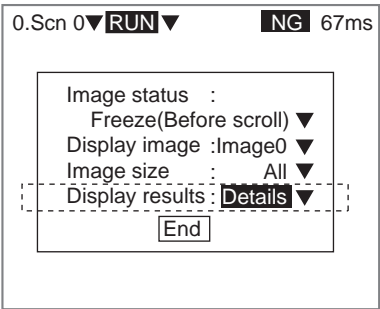 0.Scn 0▼ RUN ▼ NG 67ms
Image status :
Freeze(Before scroll) ▼
Display image :Image0 ▼
Image size : All ▼
Display results : Details ▼
End